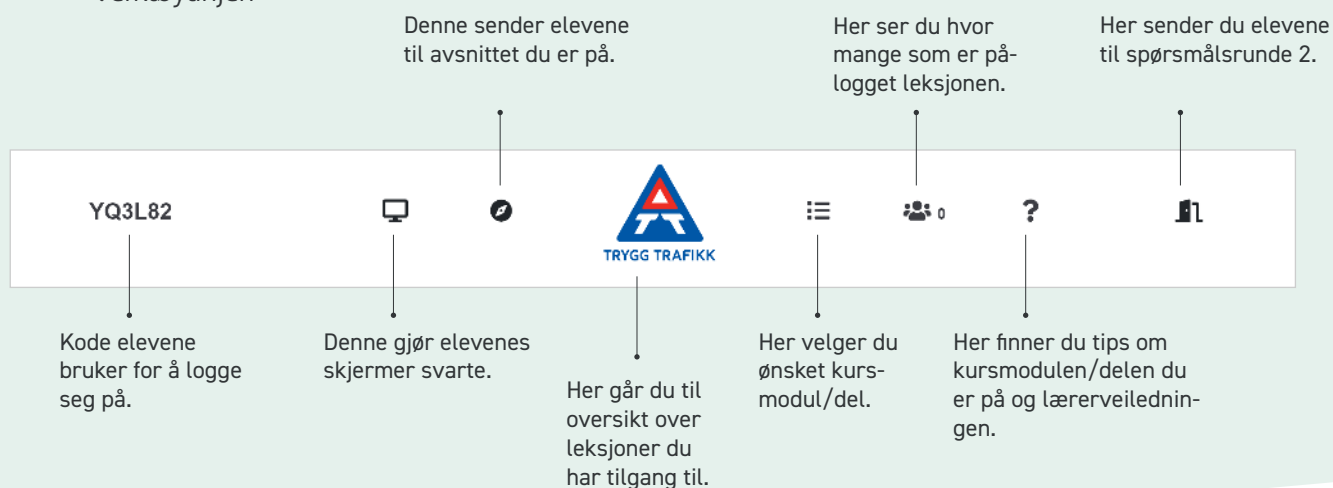 Denne sender elevene
til avsnittet du er på.
Her ser du hvor
mange som er på-
logget leksjonen.
Her sender du elevene
til spørsmålsrunde 2.
YQ3L82
TRYGG TRAFIKK
0
?
Kode elevene
bruker for å logge
seg på.
Denne gjør elevenes
skjermer svarte.
Her går du til
oversikt over
leksjoner du
har tilgang til.
Her velger du
ønsket kurs-
modul/del.
Her finner du tips om
kursmodulen/delen du
er på og lærerveilednin-
gen.